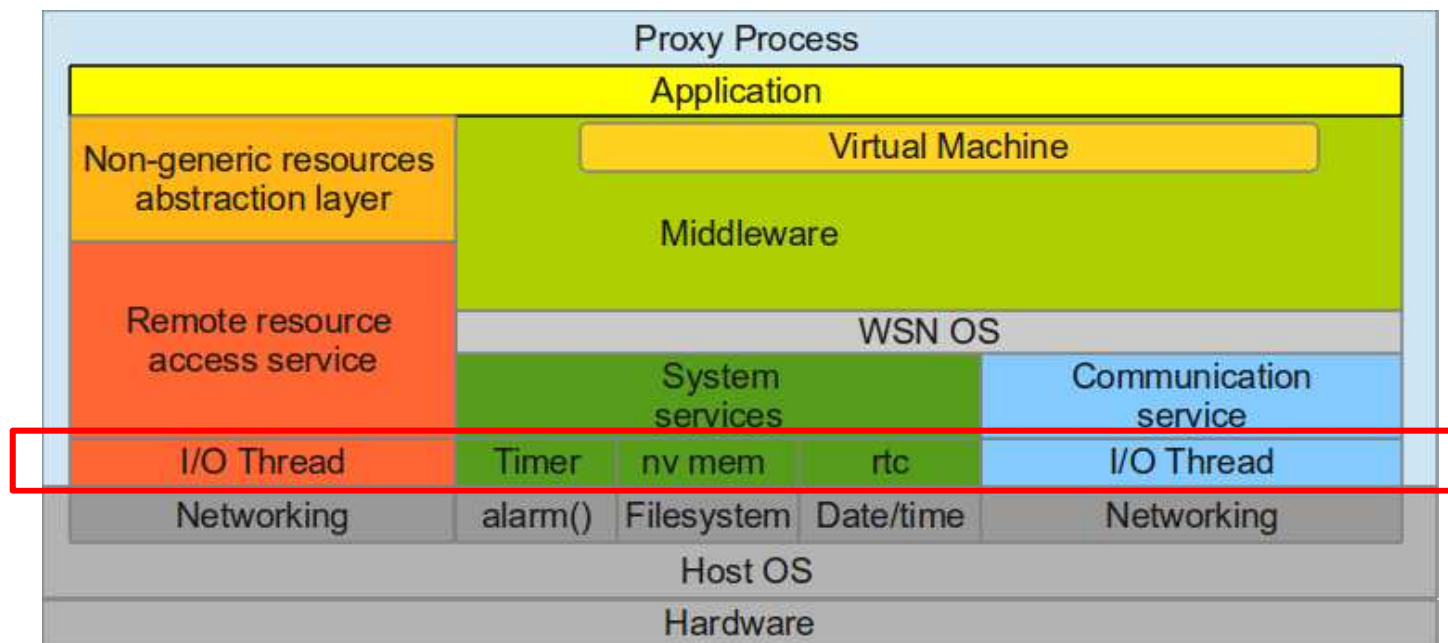 Proxy Process
Application
Non-generic resources
abstraction layer
Virtual Machine
Middleware
Remote resource
access service
WSN OS
System
services
Communication
service
I/O Thread
Timer
nv mem
rtc
I/O Thread
Networking
alarm()
Filesystem
Date/time
Networking
Host OS
Hardware